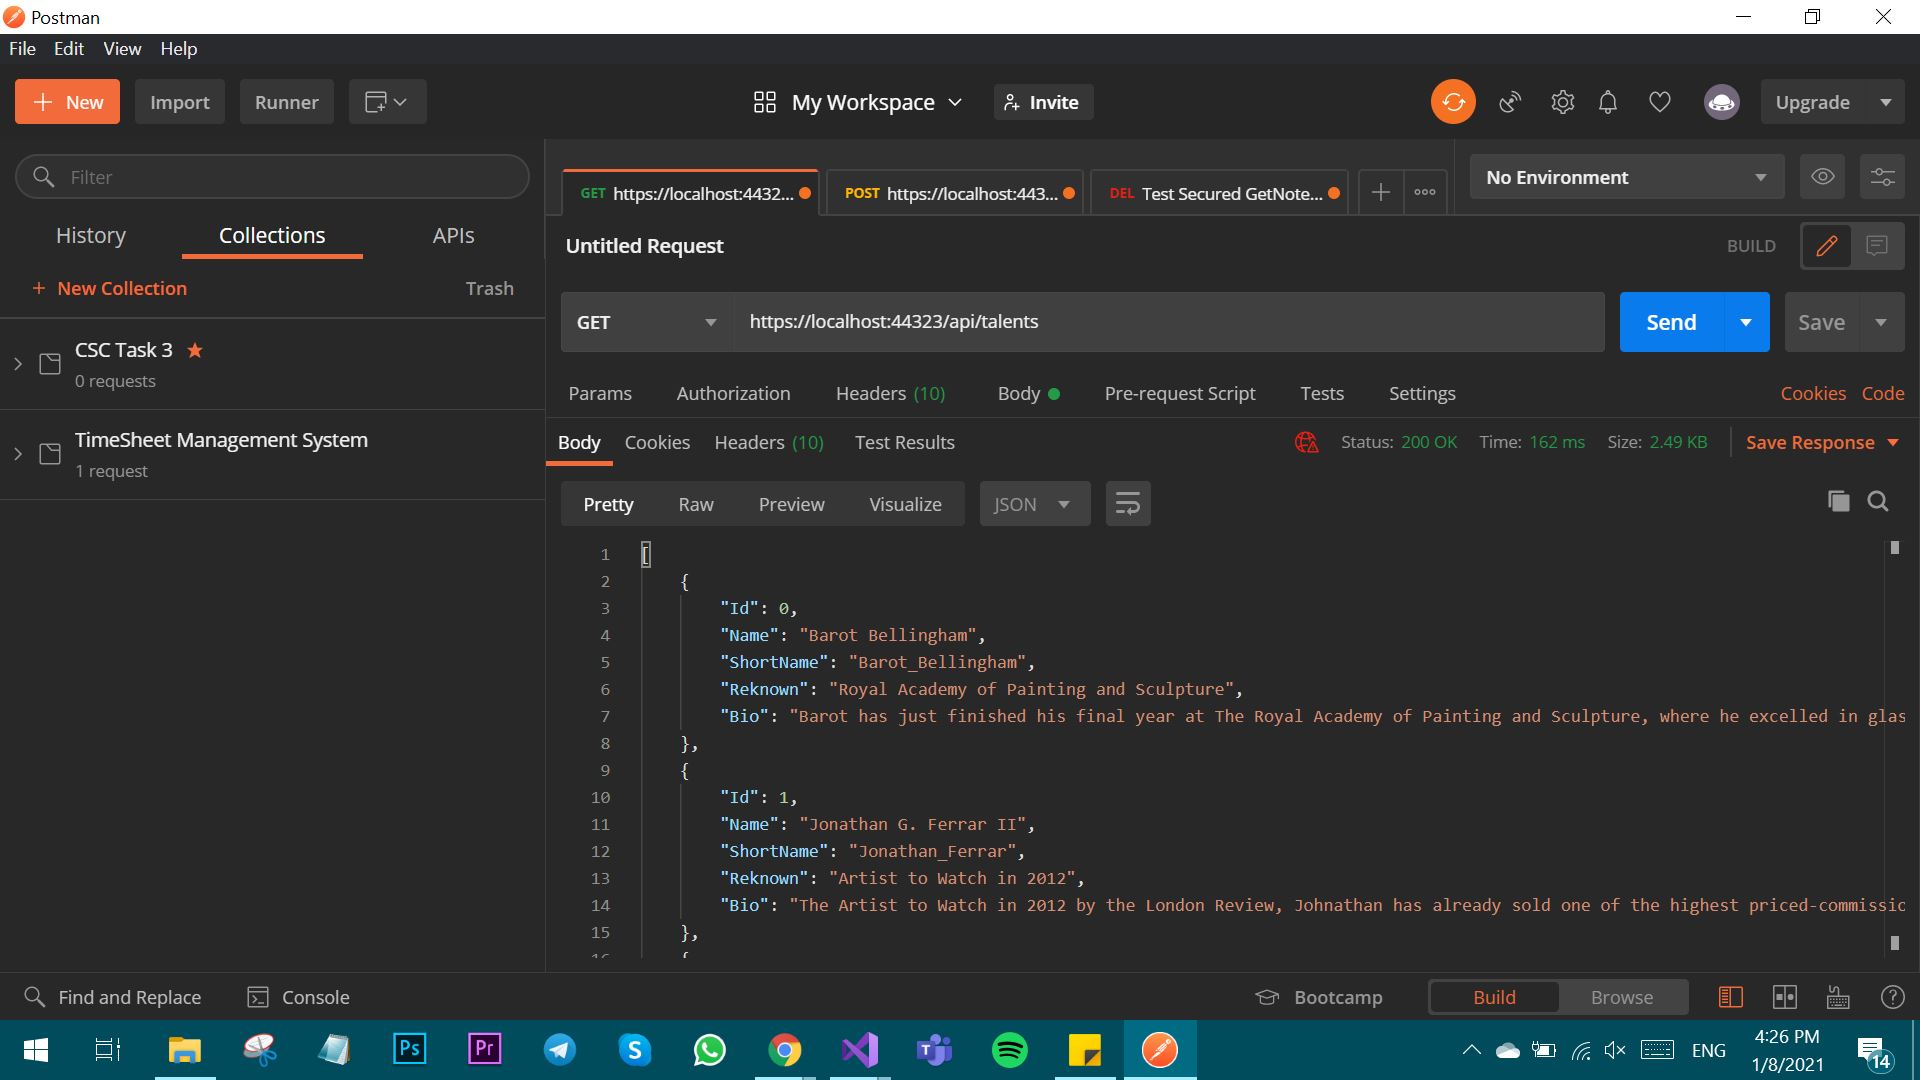 Postman
File Edit View Help
+ New Import Runner My Workspace Invite Upgrade
Filter
History Collections APIs
+ New Collection Trash
CSC Task 3
0 requests
TimeSheet Management System
1 request
GET https://localhost:4432... POST https://localhost:443... DEL Test Secured GetNote... + ooo No Environment
Untitled Request BUILD
GET https://localhost:44323/api/talents Send Save
Params Authorization Headers (10) Body Pre-request Script Tests Settings Cookies Code
Body Cookies Headers (10) Test Results Status: 200 OK Time: 162 ms Size: 2.49 KB Save Response
Pretty Raw Preview Visualize JSON
1 [
2 {
3 "Id": 0,
4 "Name": "Barot Bellingham",
5 "ShortName": "Barot_Bellingham",
6 "Reknown": "Royal Academy of Painting and Sculpture",
7 "Bio": "Barot has just finished his final year at The Royal Academy of Painting and Sculpture, where he excelled in glas
8 },
9 {
10 "Id": 1,
11 "Name": "Jonathan G. Ferrar II",
12 "ShortName": "Jonathan_Ferrar",
13 "Reknown": "Artist to Watch in 2012",
14 "Bio": "The Artist to Watch in 2012 by the London Review, Johnathan has already sold one of the highest priced-commissio
15 },
16 {
Find and Replace Console Bootcamp Build Browse
Ps Pr S ENG 4:26 PM
1/8/2021 14